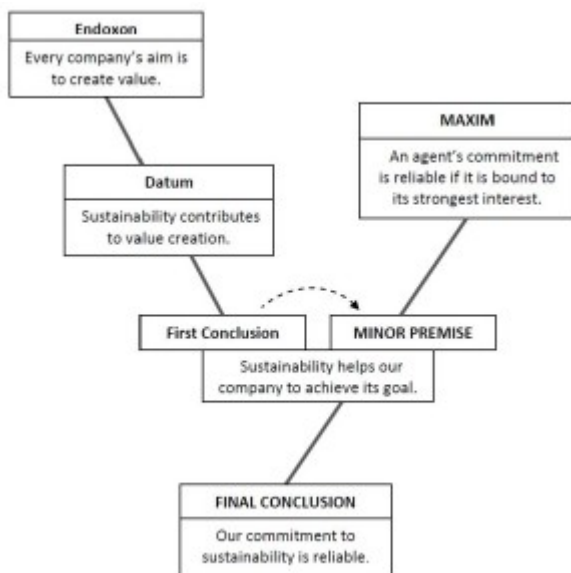 Endoxon
Every company's aim is
to create value.
MAXIM
An agent's commitment
is reliable if it is bound to
its strongest interest.
Datum
Sustainability contributes
to value creation.
First Conclusion
MINOR PREMISE
Sustainability helps our
company to achieve its goal.
FINAL CONCLUSION
Our commitment to
sustainability is reliable.